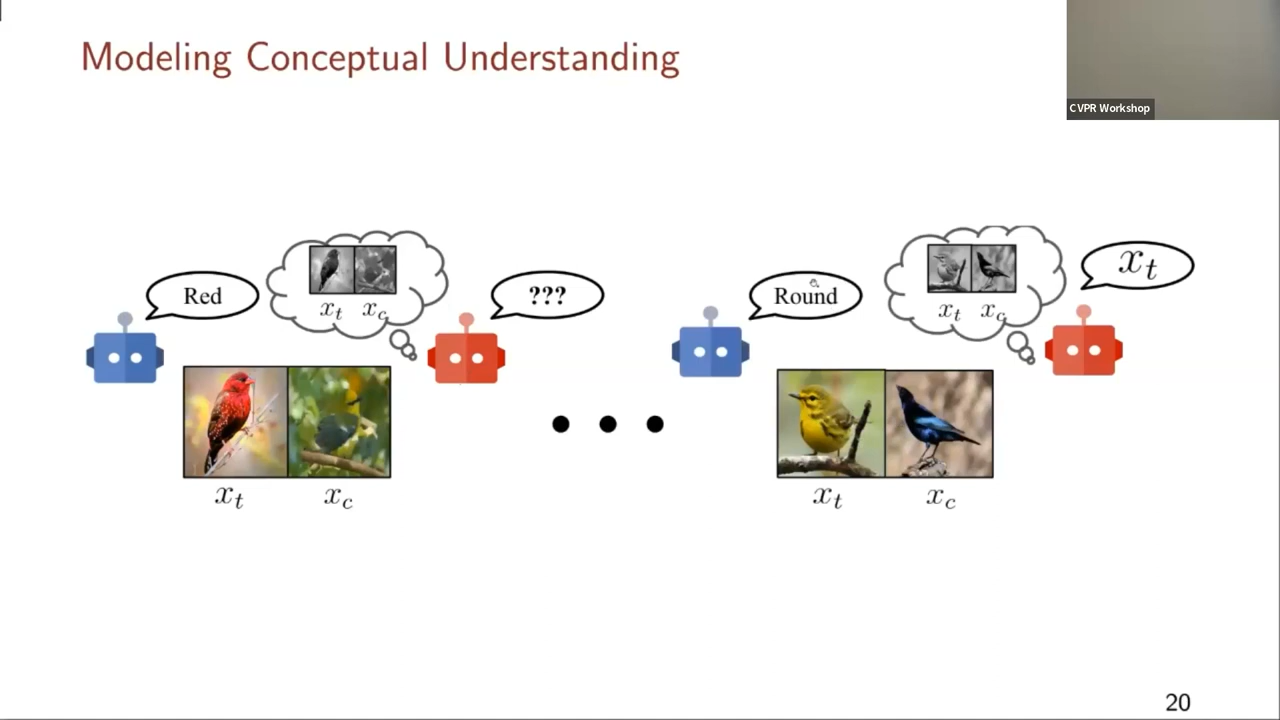 Modeling Conceptual Understanding
CVPR Workshop
Red
x_t x_c
???
x_t x_c
Round
x_t x_c
x_t
x_t x_c
20